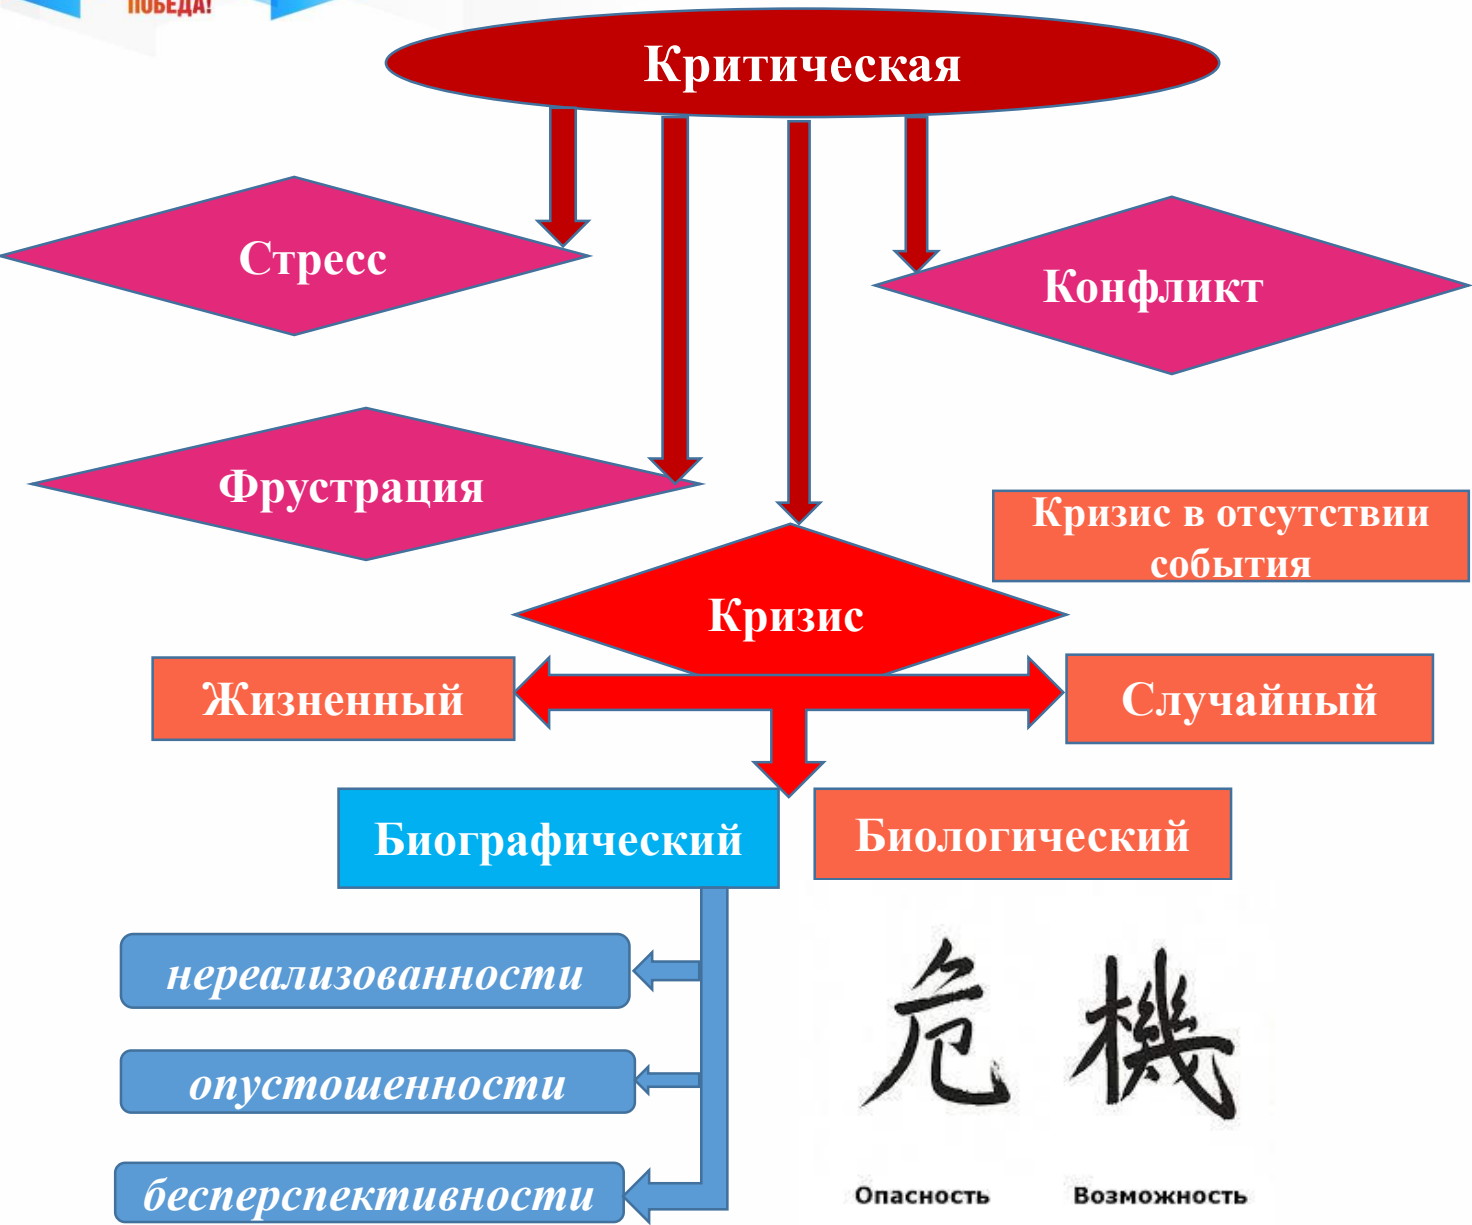 ПОБЕДА!
Критическая
Стресс
Конфликт
Фрустрация
Кризис в отсутствии
события
Кризис
Жизненный
Случайный
Биографический
Биологический
нереализованности
опустошенности
бесперспективности
危 機
Опасность Возможность